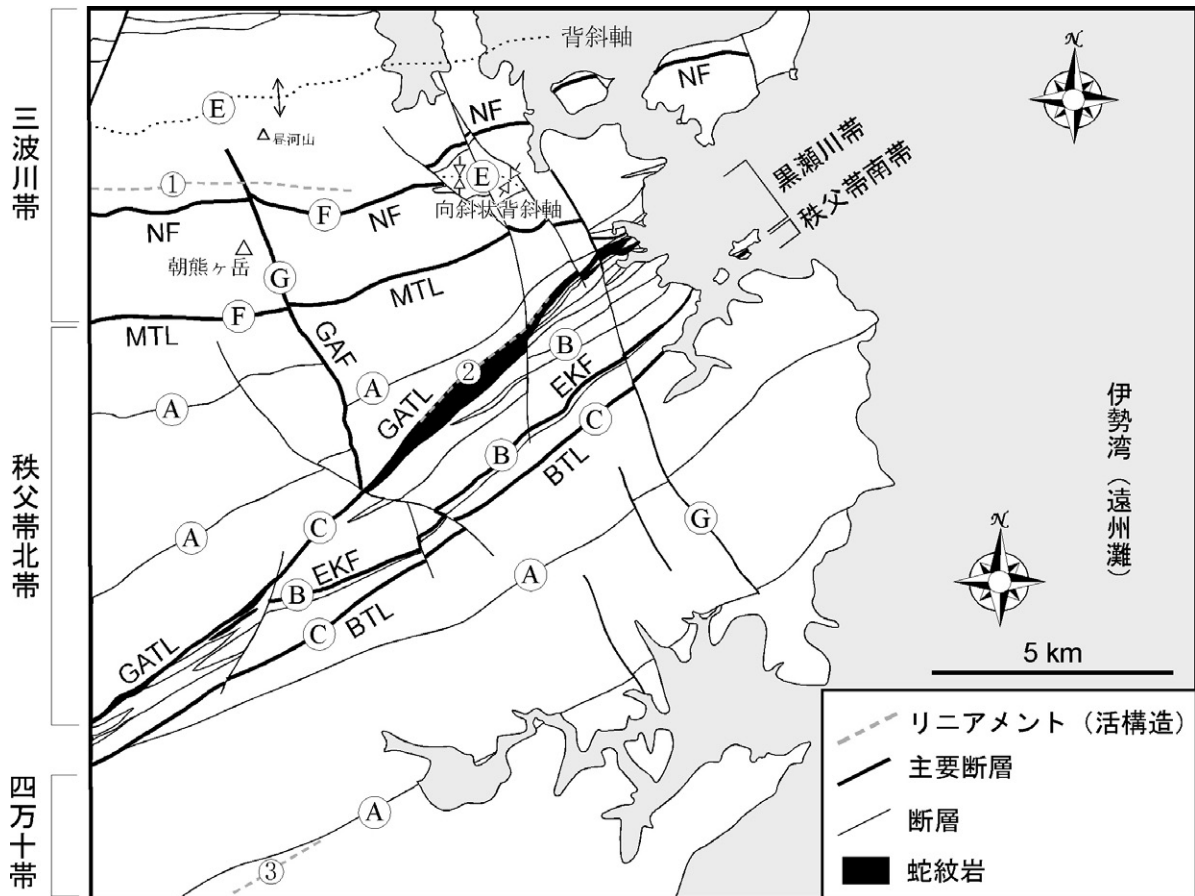 背斜軸
NF
E
昼河山
三波川帯
NF
E
黒瀬川帯
秩父帯南帯
①
向斜状背斜軸
NF
F
NF
朝熊ヶ岳
G
MTL
F
MTL
GAF
A
②
B
EKF
GATL
A
B
C
BTL
伊勢湾(遠州灘)
秩父帯北帯
C
A
G
A
EKF
B
C
BTL
GATL
5 km
四万十帯
A
③
N
N
リニアメント(活構造)
主要断層
断層
蛇紋岩